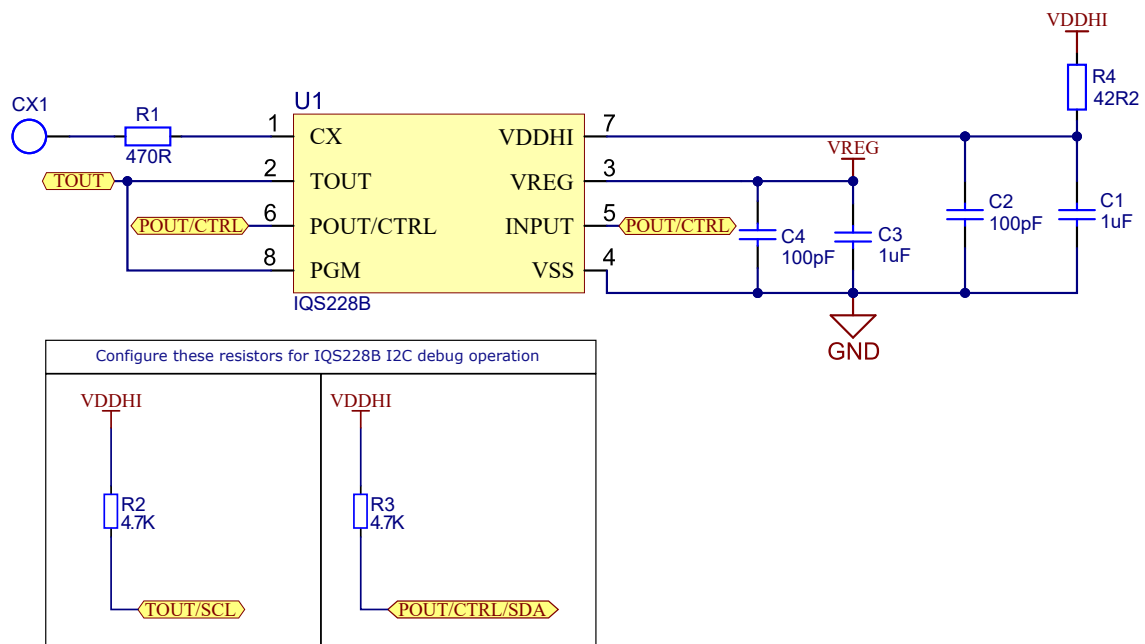 VDDHI
R4
42R2
CX1
R1
470R
U1
1
CX
VDDHI
7
2
TOUT
TOUT
VREG
3
VREG
6
POUT/CTRL
POUT/CTRL
INPUT
5
POUT/CTRL
8
PGM
VSS
4
IQS228B
C4
100pF
C3
1uF
C2
100pF
C1
1uF
GND
Configure these resistors for IQS228B I2C debug operation
VDDHI
R2
4.7K
TOUT/SCL
VDDHI
R3
4.7K
POUT/CTRL/SDA